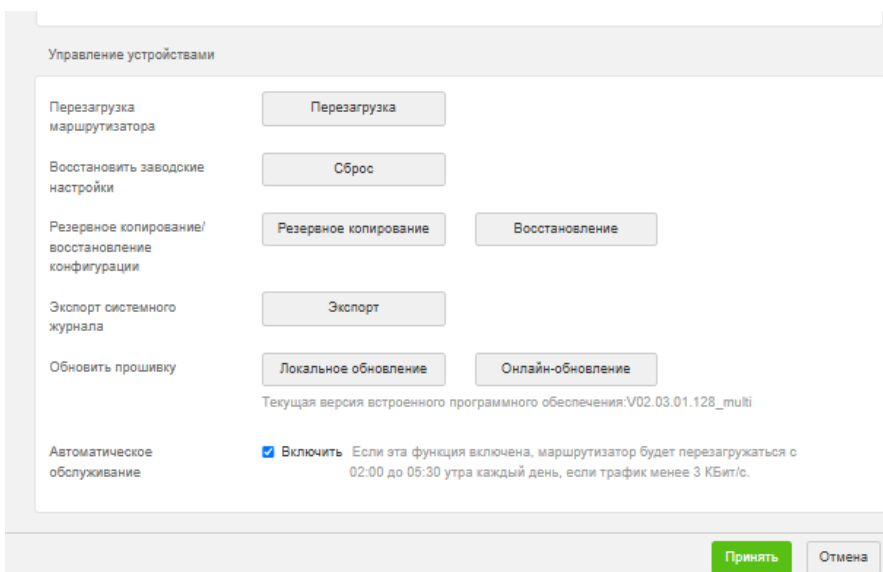 Управление устройствами
Перезагрузка
маршрутизатора
Перезагрузка
Восстановить заводские
настройки
Сброс
Резервное копирование/
восстановление
конфигурации
Резервное копирование
Восстановление
Экспорт системного
журнала
Экспорт
Обновить прошивку
Локальное обновление
Онлайн-обновление
Текущая версия встроенного программного обеспечения:V02.03.01.128_multi
Автоматическое
обслуживание
Включить Если эта функция включена, маршрутизатор будет перезагружаться с
02:00 до 05:30 утра каждый день, если трафик менее 3 КБит/с.
Принять
Отмена